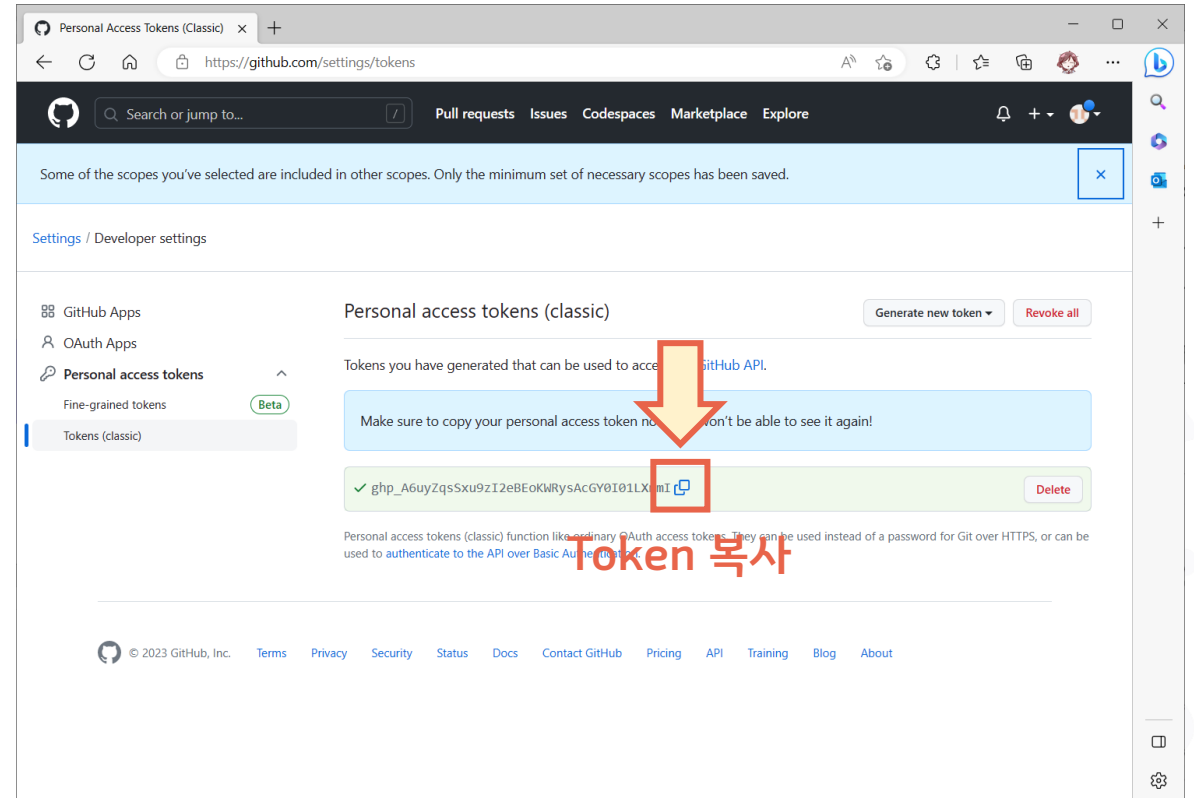 Personal Access Tokens (Classic)
https://github.com/settings/tokens
Search or jump to...
/
Pull requests Issues Codespaces Marketplace Explore
Some of the scopes you’ve selected are included in other scopes. Only the minimum set of necessary scopes has been saved.
Settings / Developer settings
GitHub Apps
OAuth Apps
Personal access tokens
Fine-grained tokens Beta
Tokens (classic)
Personal access tokens (classic)
Generate new token
Revoke all
Tokens you have generated that can be used to GitHub API.
Make sure to copy your personal access token won’t be able to see it again!
Delete
Personal access tokens (classic) function like ordinary OAuth access tokens. They can be used instead of a password for Git over HTTPS, or can be
used to authenticate to the API over Basic Authentication.
Token 복사
© 2023 GitHub, Inc. Terms Privacy Security Status Docs Contact GitHub Pricing API Training Blog About